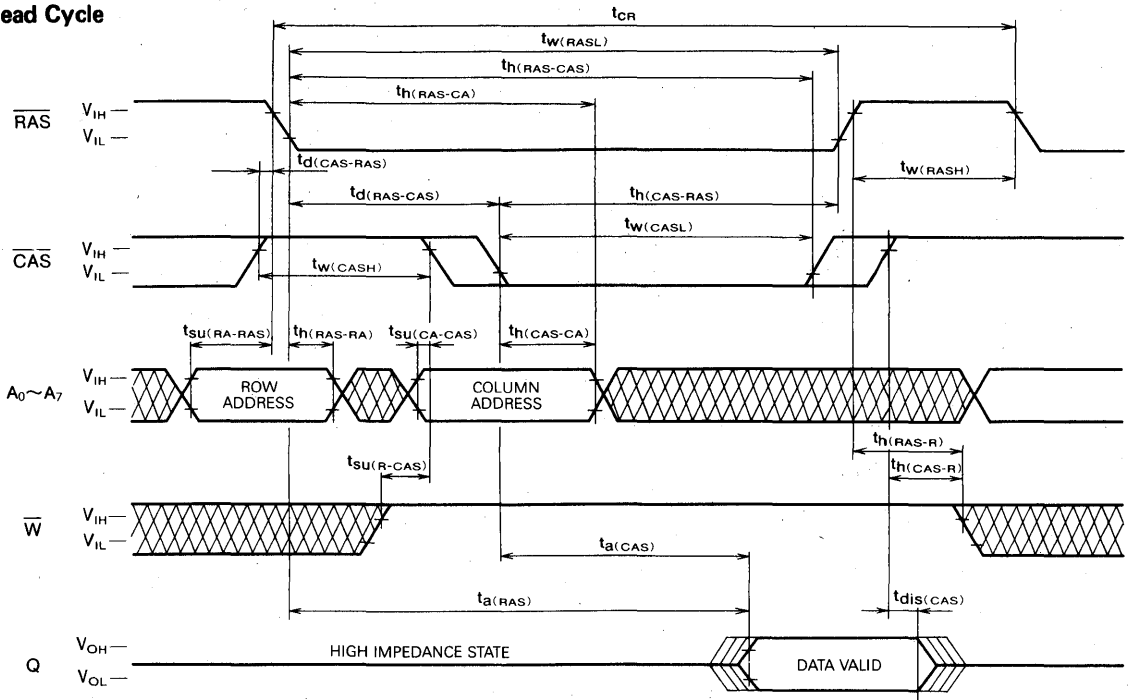 ead Cycle
tCR
tW(RASL)
th(RAS-CAS)
th(RAS-CA)
RAS
VIH
VIL
td(CAS-RAS)
tW(RASH)
td(RAS-CAS)
th(CAS-RAS)
tW(CASL)
CAS
VIH
VIL
tW(CASH)
tsu(RA-RAS)
th(RAS-RA)
tsu(CA-CAS)
th(CAS-CA)
A0~A7
VIH
VIL
ROW
ADDRESS
COLUMN
ADDRESS
th(RAS-R)
tsu(R-CAS)
th(CAS-R)
W
VIH
VIL
ta(CAS)
ta(RAS)
tdis(CAS)
Q
VOH
VOL
HIGH IMPEDANCE STATE
DATA VALID